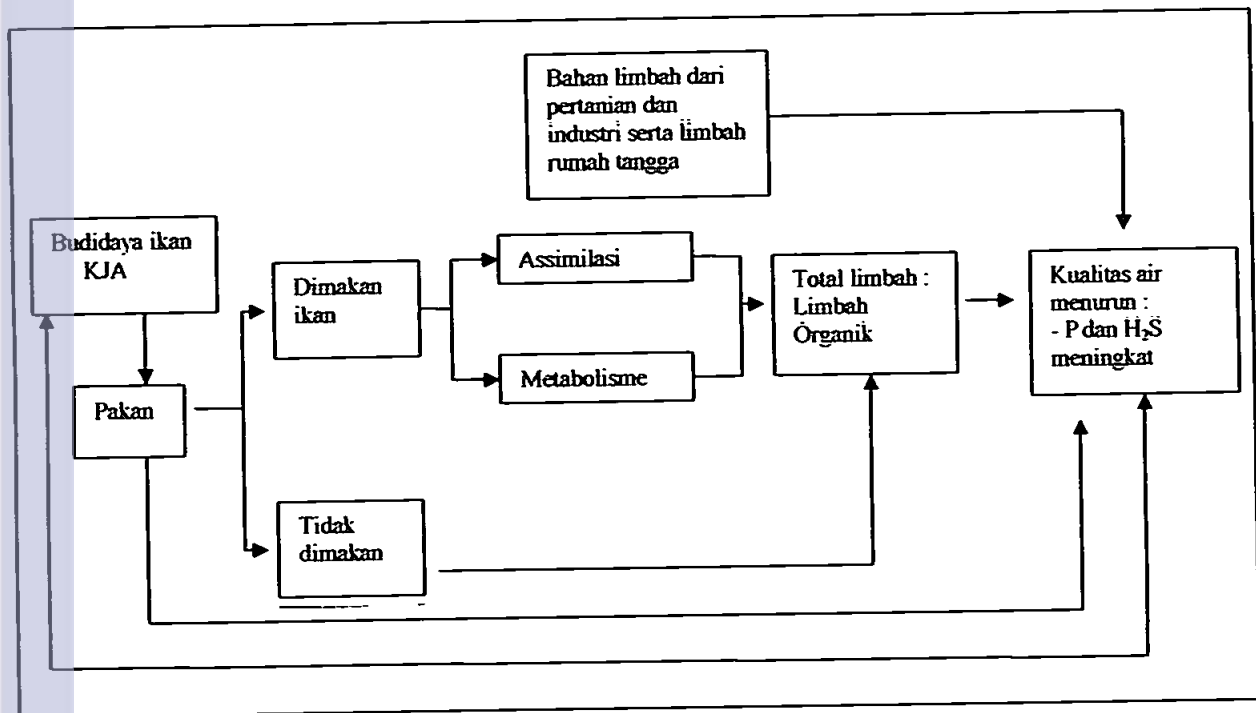 Bahan limbah dari
pertanian dan
industri serta limbah
rumah tangga
Budidaya ikan
KJA
Pakan
Dimakan
ikan
Tidak
dimakan
Assimilasi
Metabolisme
Total limbah :
Limbah
Organik
Kualitas air
menurun :
- P dan H₂S
meningkat